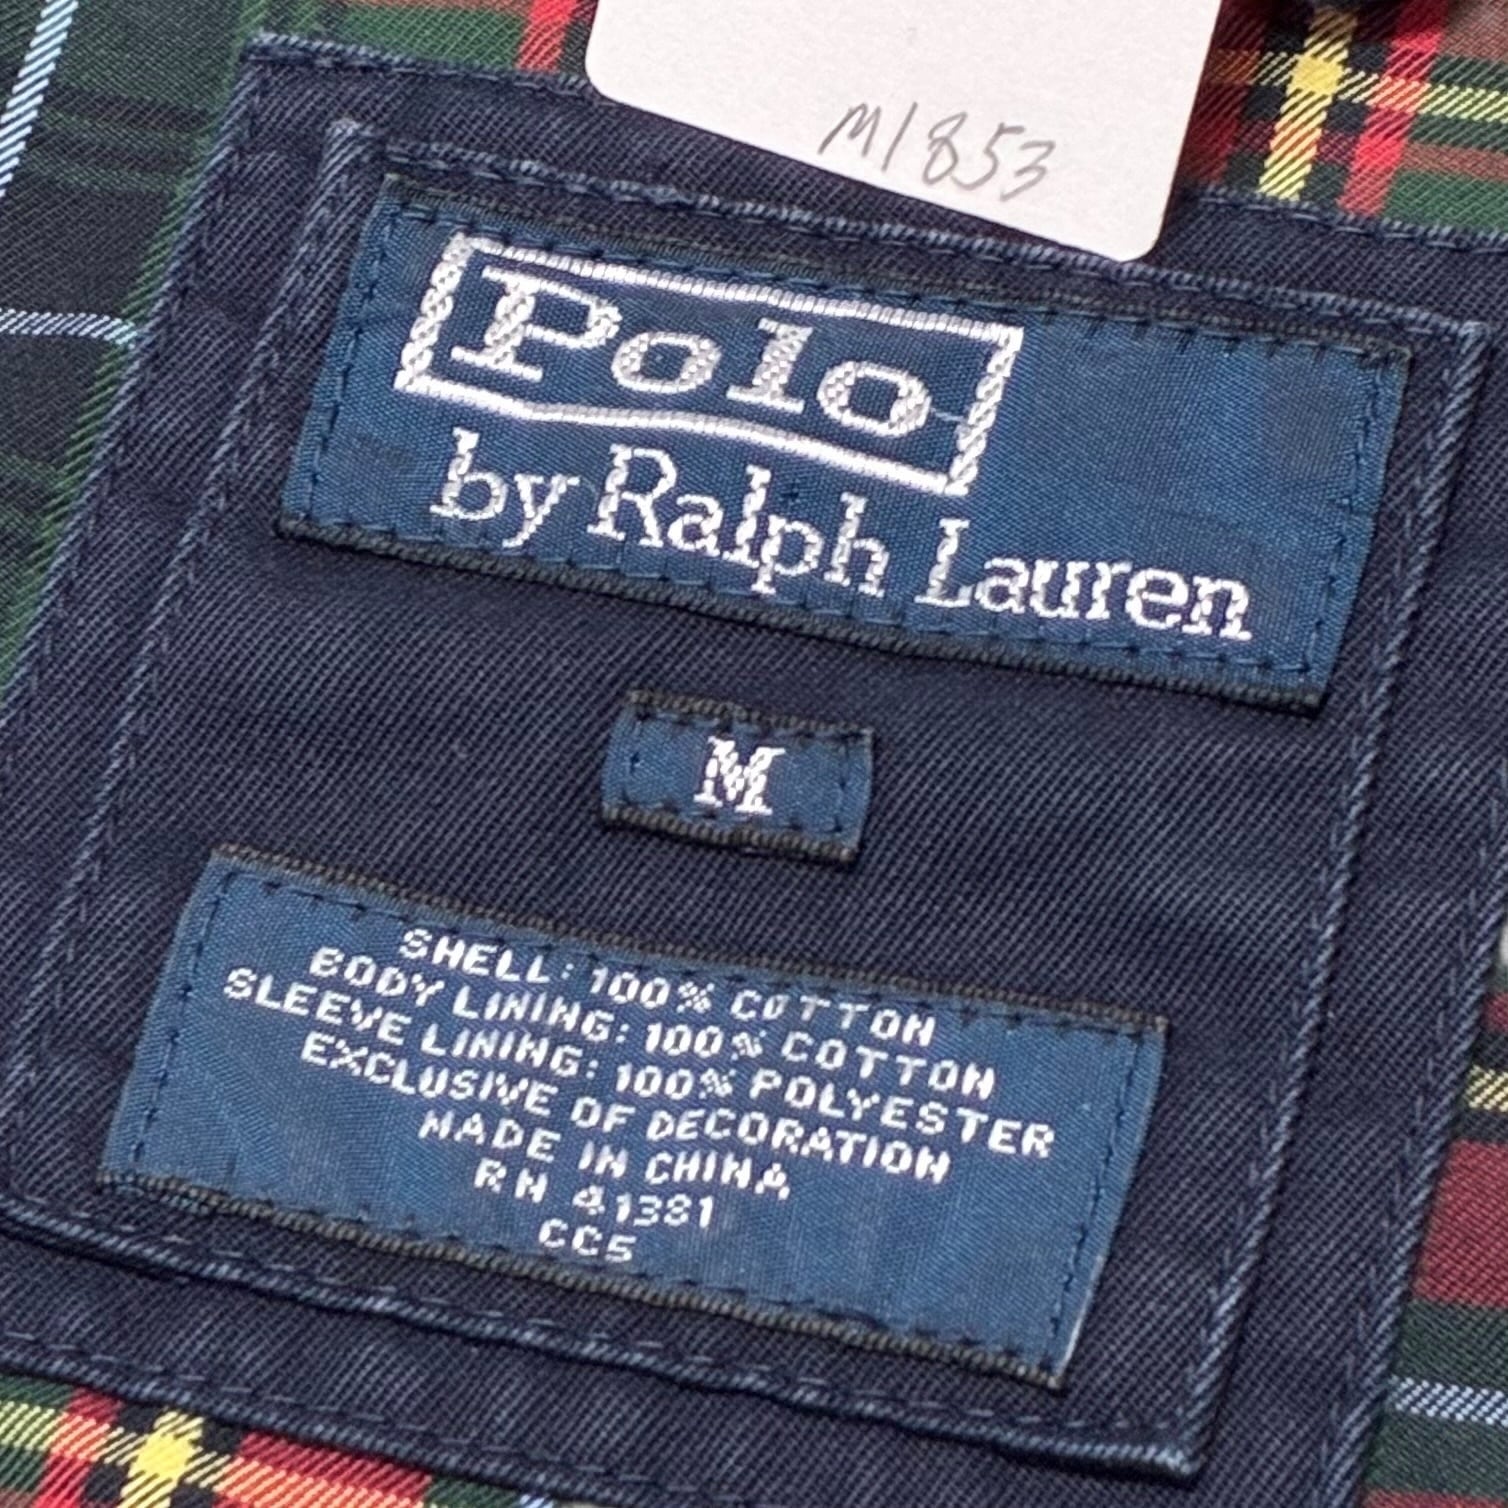 M1853
Polo
by Ralph Lauren
M
SHELL: 100% COTTON
BODY LINING: 100% COTTON
SLEEVE LINING: 100% POLYESTER
EXCLUSIVE OF DECORATION
MADE IN CHINA
RN 41381
CC5